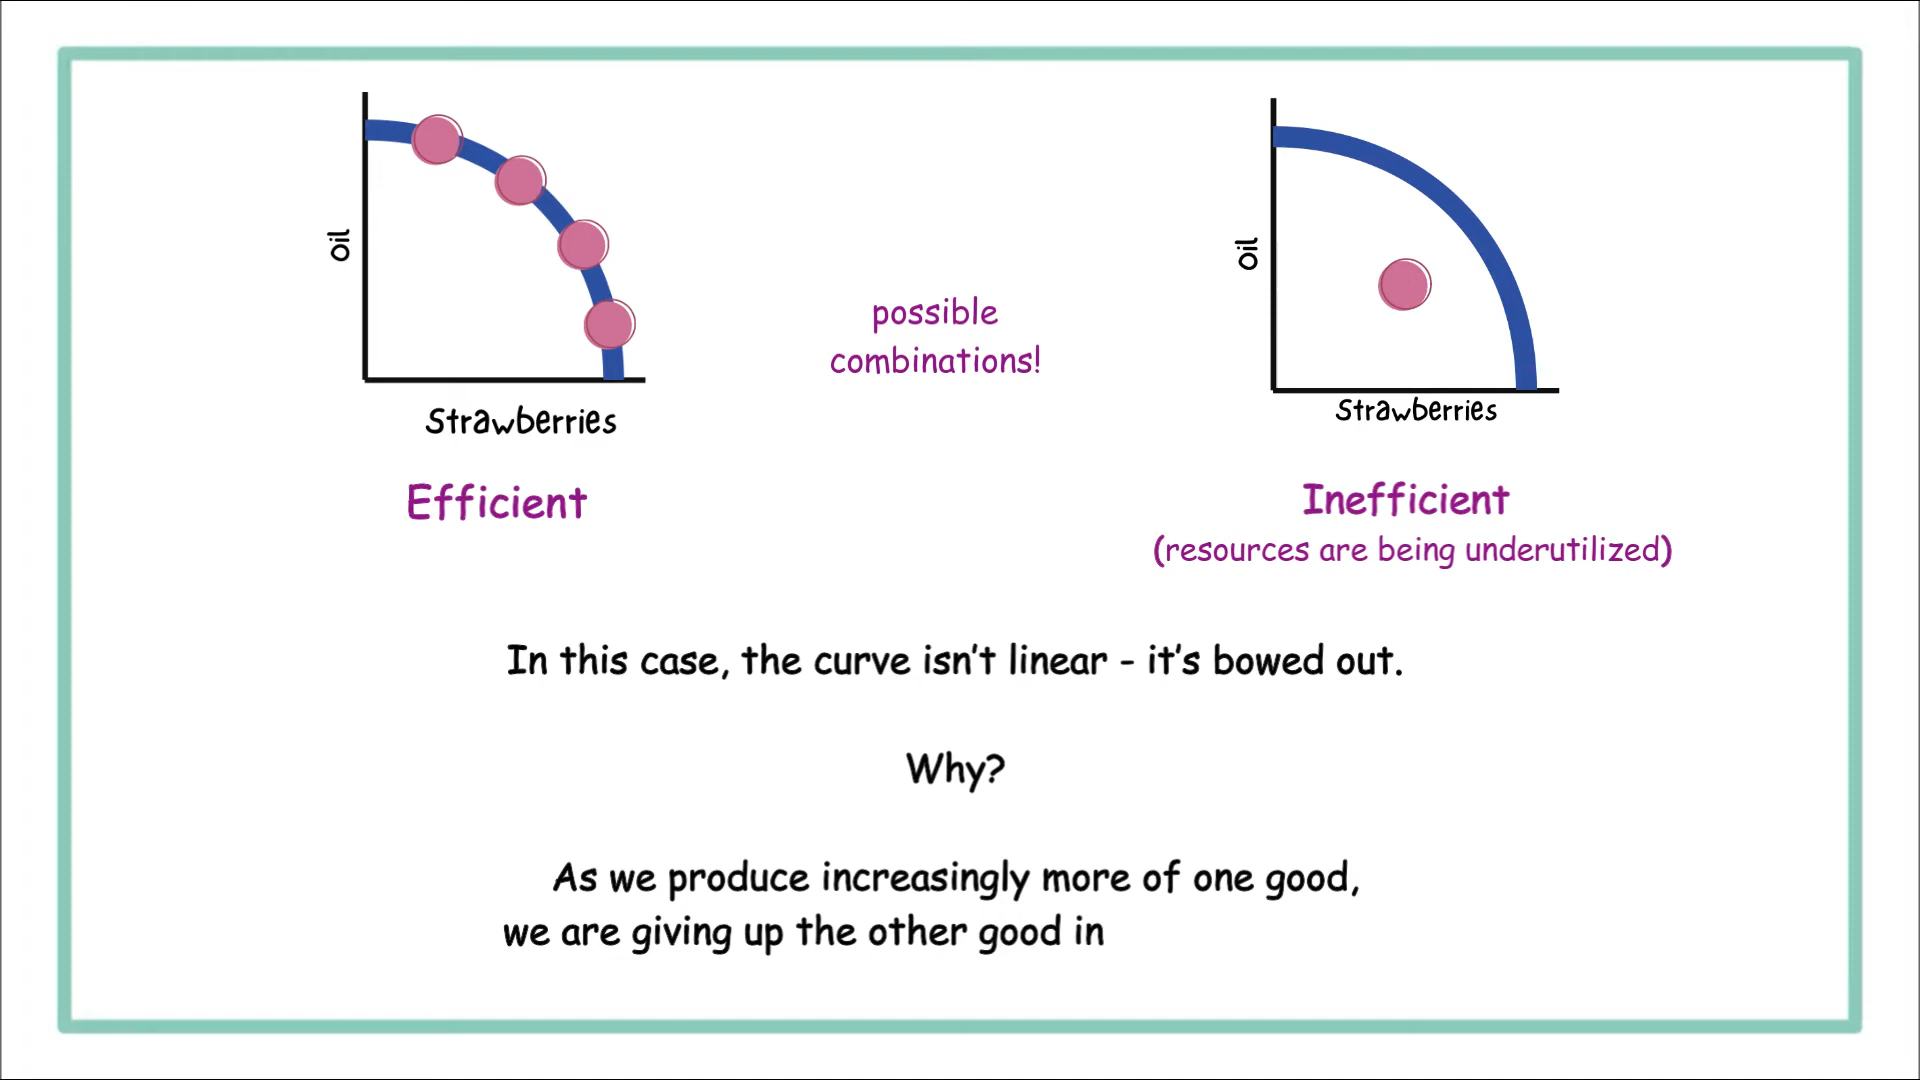 Oil
Strawberries
Efficient
possible
combinations!
Oil
Strawberries
Inefficient
(resources are being underutilized)
In this case, the curve isn't linear - it's bowed out.
Why?
As we produce increasingly more of one good,
we are giving up the other good in